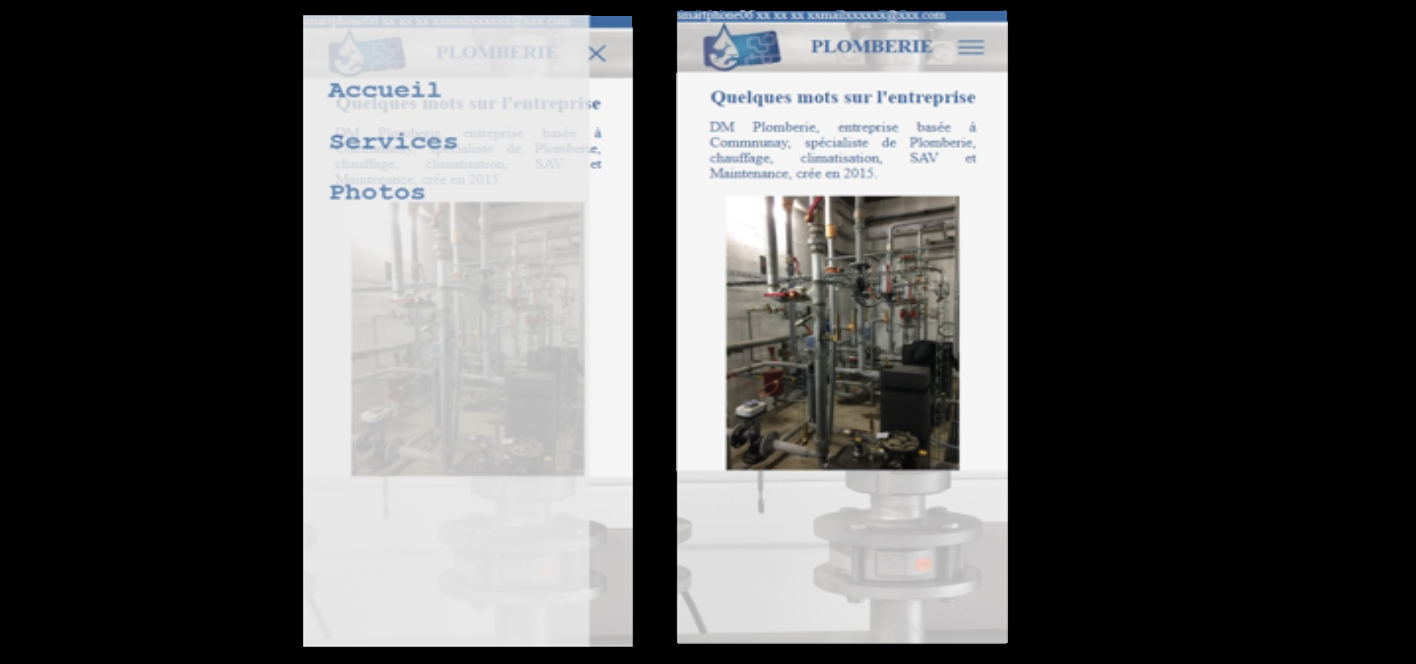 smartphone06 xx xx xx xxmailxxxxxx@xxx.com
PLOMBERIE
Accueil
Quelques mots sur l'entreprise
DM Plomberie, entreprise basée à
Services
spécialiste de Plomberie,
chauffage, climatisation, SAV et
Maintenance, crée en 2015.
Photos
smartphone06 xx xx xx xxmailxxxxxx@xxx.com
PLOMBERIE
Quelques mots sur l'entreprise
DM Plomberie, entreprise basée à
Commnunay, spécialiste de Plomberie,
chauffage, climatisation, SAV et
Maintenance, crée en 2015.